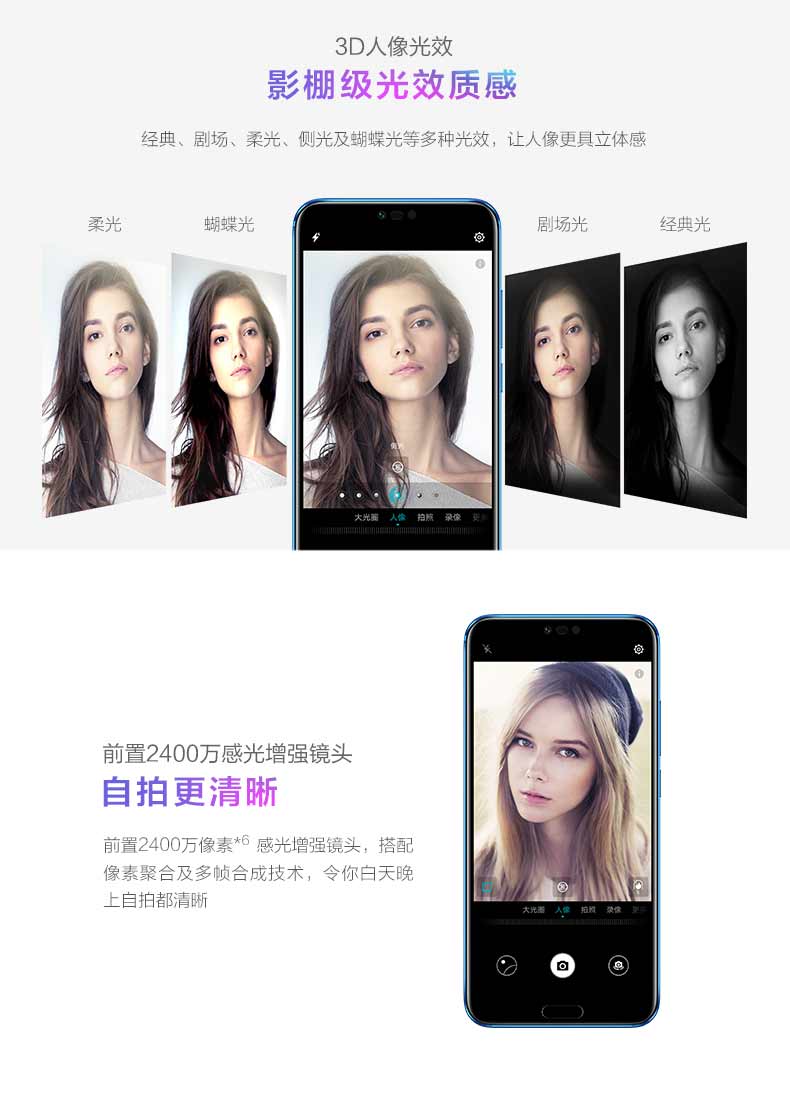 3D人像光效
影棚级光效质感
经典、剧场、柔光、侧光及蝴蝶光等多种光效，让人像更具立体感
柔光
蝴蝶光
剧场光
经典光
侧光
大光圈 人像 拍照 录像 更多
前置2400万感光增强镜头
自拍更清晰
前置2400万像素*6 感光增强镜头，搭配
像素聚合及多帧合成技术，令你白天晚
上自拍都清晰
大光圈 人像 拍照 录像 更多